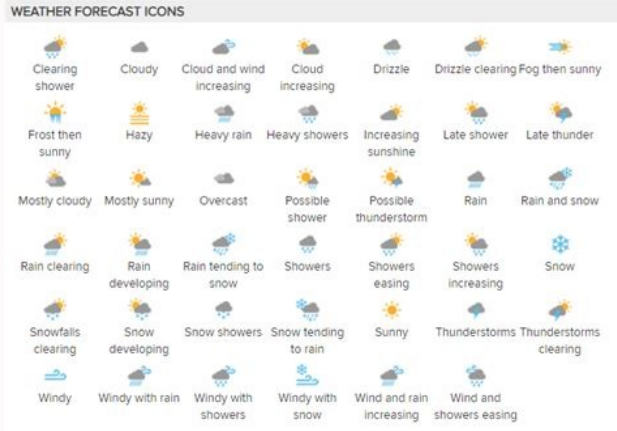 WEATHER FORECAST ICONS
Clearing shower
Cloudy
Cloud and wind increasing
Cloud increasing
Drizzle
Drizzle clearing
Fog then sunny
Frost then sunny
Hazy
Heavy rain
Heavy showers
Increasing sunshine
Late shower
Late thunder
Mostly cloudy
Mostly sunny
Overcast
Possible shower
Possible thunderstorm
Rain
Rain and snow
Rain clearing
Rain developing
Rain tending to snow
Showers
Showers easing
Showers increasing
Snow
Snowfalls clearing
Snow developing
Snow showers
Snow tending to rain
Sunny
Thunderstorms
Thunderstorms clearing
Windy
Windy with rain
Windy with showers
Windy with snow
Wind and rain increasing
Wind and showers easing